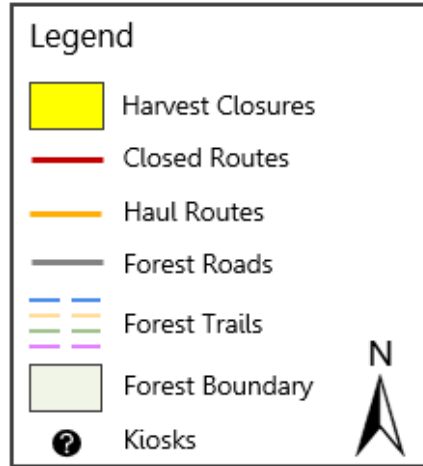 Legend
Harvest Closures
Closed Routes
Haul Routes
Forest Roads
Forest Trails
N
Forest Boundary
? Kiosks